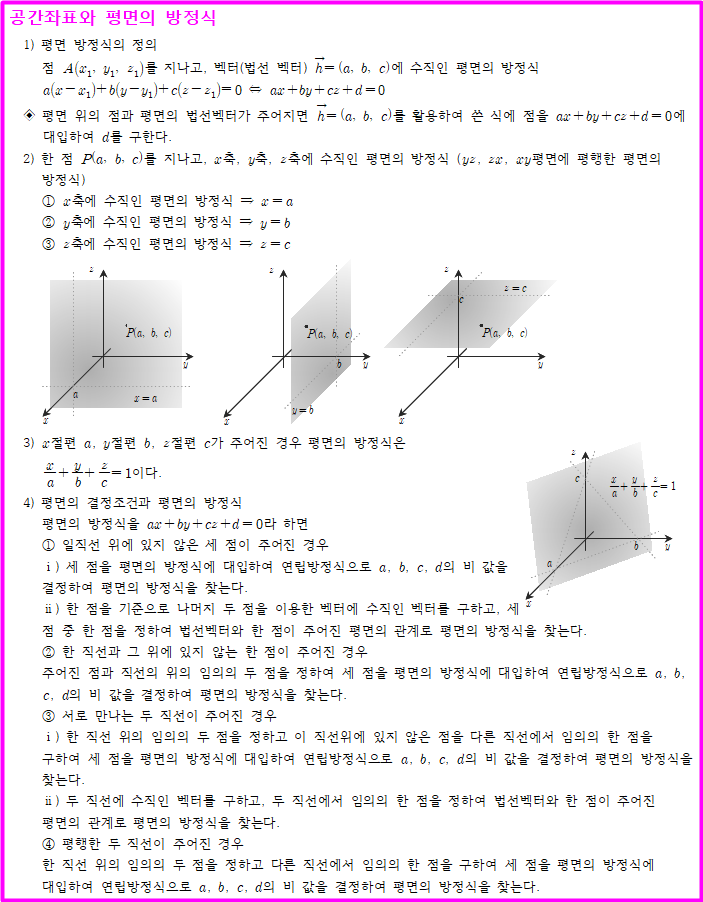 공간좌표와 평면의 방정식
1) 평면 방정식의 정의
점 A(x₁, y₁, z₁)를 지나고, 벡터(법선 벡터) h⃗=(a, b, c)에 수직인 평면의 방정식
a(x−x₁)+b(y−y₁)+c(z−z₁)=0 ⇔ ax+by+cz+d=0
◈ 평면 위의 점과 평면의 법선벡터가 주어지면 h⃗=(a, b, c)를 활용하여 쓴 식에 점을 ax+by+cz+d=0에
대입하여 d를 구한다.
2) 한 점 P(a, b, c)를 지나고, x축, y축, z축에 수직인 평면의 방정식 (yz, zx, xy평면에 평행한 평면의
방정식)
① x축에 수직인 평면의 방정식 ⇒ x=a
② y축에 수직인 평면의 방정식 ⇒ y=b
③ z축에 수직인 평면의 방정식 ⇒ z=c
z
P(a, b, c)
y
a
x=a
x
z
P(a, b, c)
b
y
y=b
x
z
z=c
c
P(a, b, c)
y
x
3) x절편 a, y절편 b, z절편 c가 주어진 경우 평면의 방정식은
x/a+y/b+z/c=1이다.
z
c
x/a+y/b+z/c=1
b
y
a
x
4) 평면의 결정조건과 평면의 방정식
평면의 방정식을 ax+by+cz+d=0라 하면
① 일직선 위에 있지 않은 세 점이 주어진 경우
ⅰ) 세 점을 평면의 방정식에 대입하여 연립방정식으로 a, b, c, d의 비 값을
결정하여 평면의 방정식을 찾는다.
ⅱ) 한 점을 기준으로 나머지 두 점을 이용한 벡터에 수직인 벡터를 구하고, 세
점 중 한 점을 정하여 법선벡터와 한 점이 주어진 평면의 관계로 평면의 방정식을 찾는다.
② 한 직선과 그 위에 있지 않는 한 점이 주어진 경우
주어진 점과 직선의 위의 임의의 두 점을 정하여 세 점을 평면의 방정식에 대입하여 연립방정식으로 a, b,
c, d의 비 값을 결정하여 평면의 방정식을 찾는다.
③ 서로 만나는 두 직선이 주어진 경우
ⅰ) 한 직선 위의 임의의 두 점을 정하고 이 직선위에 있지 않은 점을 다른 직선에서 임의의 한 점을
구하여 세 점을 평면의 방정식에 대입하여 연립방정식으로 a, b, c, d의 비 값을 결정하여 평면의 방정식을
찾는다.
ⅱ) 두 직선에 수직인 벡터를 구하고, 두 직선에서 임의의 한 점을 정하여 법선벡터와 한 점이 주어진
평면의 관계로 평면의 방정식을 찾는다.
④ 평행한 두 직선이 주어진 경우
한 직선 위의 임의의 두 점을 정하고 다른 직선에서 임의의 한 점을 구하여 세 점을 평면의 방정식에
대입하여 연립방정식으로 a, b, c, d의 비 값을 결정하여 평면의 방정식을 찾는다.